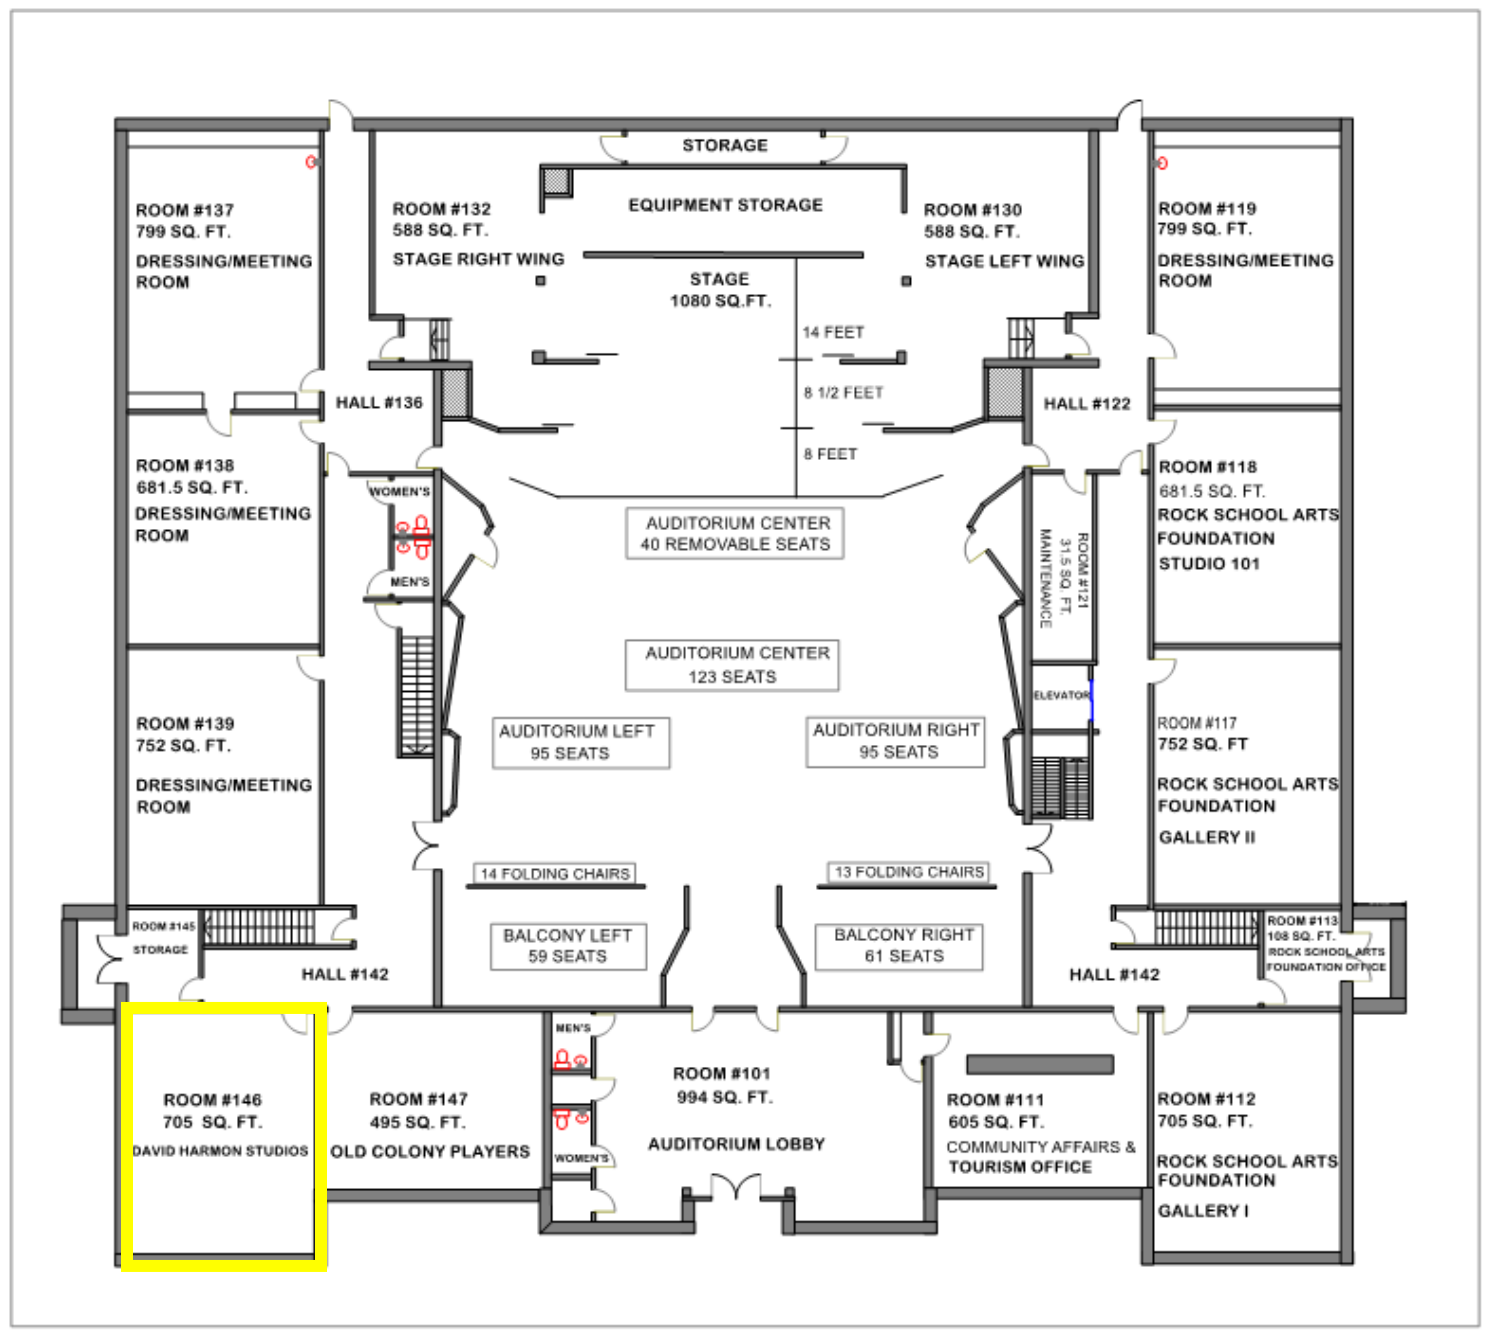 STORAGE
EQUIPMENT STORAGE
ROOM #137
799 SQ. FT.
DRESSING/MEETING
ROOM
ROOM #132
588 SQ. FT.
STAGE RIGHT WING
STAGE
1080 SQ.FT.
ROOM #130
588 SQ. FT.
STAGE LEFT WING
ROOM #119
799 SQ. FT.
DRESSING/MEETING
ROOM
14 FEET
8 1/2 FEET
8 FEET
HALL #136
HALL #122
ROOM #138
681.5 SQ. FT.
DRESSING/MEETING
ROOM
WOMEN'S
MEN'S
AUDITORIUM CENTER
40 REMOVABLE SEATS
ROOM #121
31.5 SQ. FT.
MAINTENANCE
ROOM #118
681.5 SQ. FT.
ROCK SCHOOL ARTS
FOUNDATION
STUDIO 101
AUDITORIUM CENTER
123 SEATS
ELEVATOR
ROOM #139
752 SQ. FT.
DRESSING/MEETING
ROOM
AUDITORIUM LEFT
95 SEATS
AUDITORIUM RIGHT
95 SEATS
ROOM #117
752 SQ. FT
ROCK SCHOOL ARTS
FOUNDATION
GALLERY II
14 FOLDING CHAIRS
13 FOLDING CHAIRS
ROOM #145
STORAGE
HALL #142
BALCONY LEFT
59 SEATS
BALCONY RIGHT
61 SEATS
HALL #142
ROOM #113
108 SQ. FT.
ROCK SCHOOL ARTS
FOUNDATION OFFICE
ROOM #146
705 SQ. FT.
DAVID HARMON STUDIOS
ROOM #147
495 SQ. FT.
OLD COLONY PLAYERS
MEN'S
WOMEN'S
ROOM #101
994 SQ. FT.
AUDITORIUM LOBBY
ROOM #111
605 SQ. FT.
COMMUNITY AFFAIRS &
TOURISM OFFICE
ROOM #112
705 SQ. FT.
ROCK SCHOOL ARTS
FOUNDATION
GALLERY I